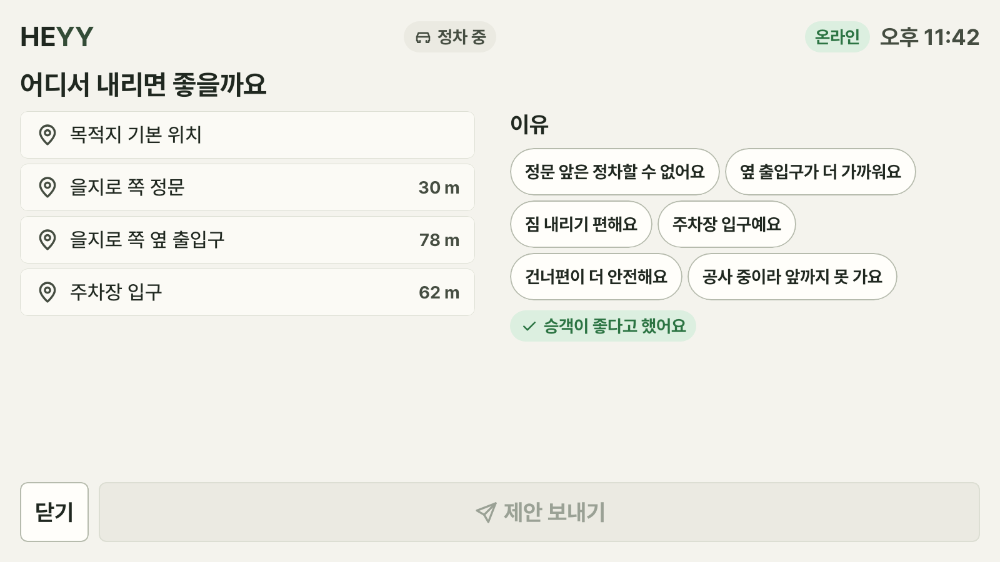 HEYY
정차 중
온라인 오후 11:42
어디서 내리면 좋을까요
목적지 기본 위치
을지로 쪽 정문 30 m
을지로 쪽 옆 출입구 78 m
주차장 입구 62 m
이유
정문 앞은 정차할 수 없어요
옆 출입구가 더 가까워요
짐 내리기 편해요
주차장 입구예요
건너편이 더 안전해요
공사 중이라 앞까지 못 가요
승객이 좋다고 했어요
닫기
제안 보내기